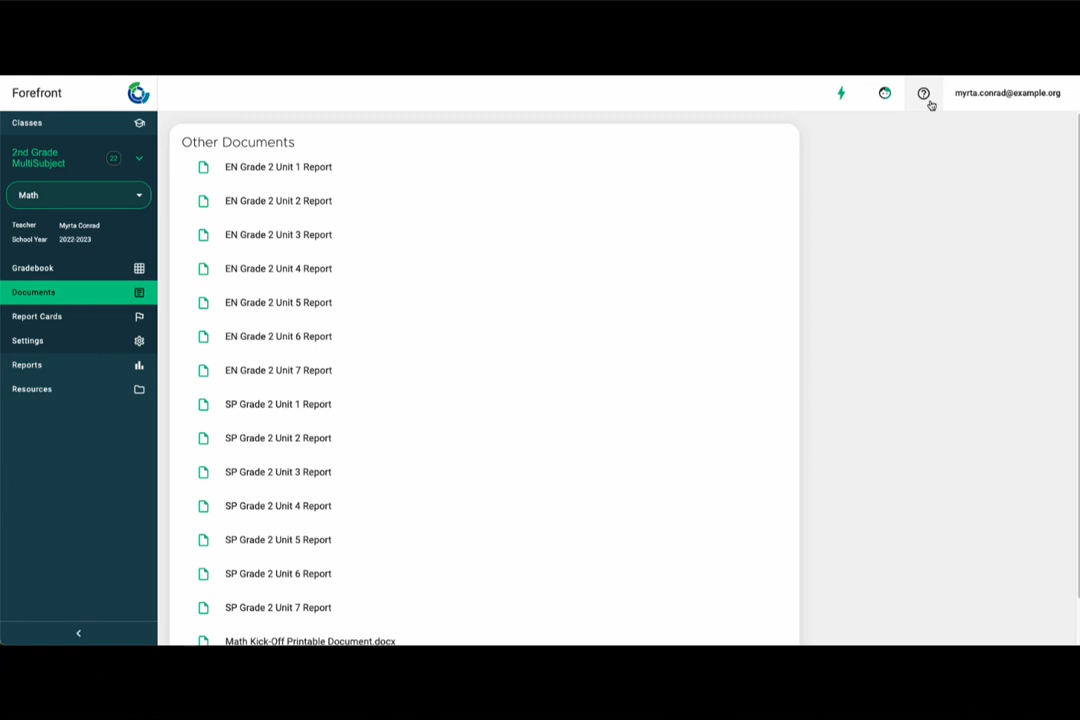 Forefront
myrta.conrad@example.org
Classes
2nd Grade
MultiSubject
22
Math
Teacher Myrta Conrad
School Year 2022-2023
Gradebook
Documents
Report Cards
Settings
Reports
Resources
Other Documents
EN Grade 2 Unit 1 Report
EN Grade 2 Unit 2 Report
EN Grade 2 Unit 3 Report
EN Grade 2 Unit 4 Report
EN Grade 2 Unit 5 Report
EN Grade 2 Unit 6 Report
EN Grade 2 Unit 7 Report
SP Grade 2 Unit 1 Report
SP Grade 2 Unit 2 Report
SP Grade 2 Unit 3 Report
SP Grade 2 Unit 4 Report
SP Grade 2 Unit 5 Report
SP Grade 2 Unit 6 Report
SP Grade 2 Unit 7 Report
Math Kick-Off Printable Document.docx